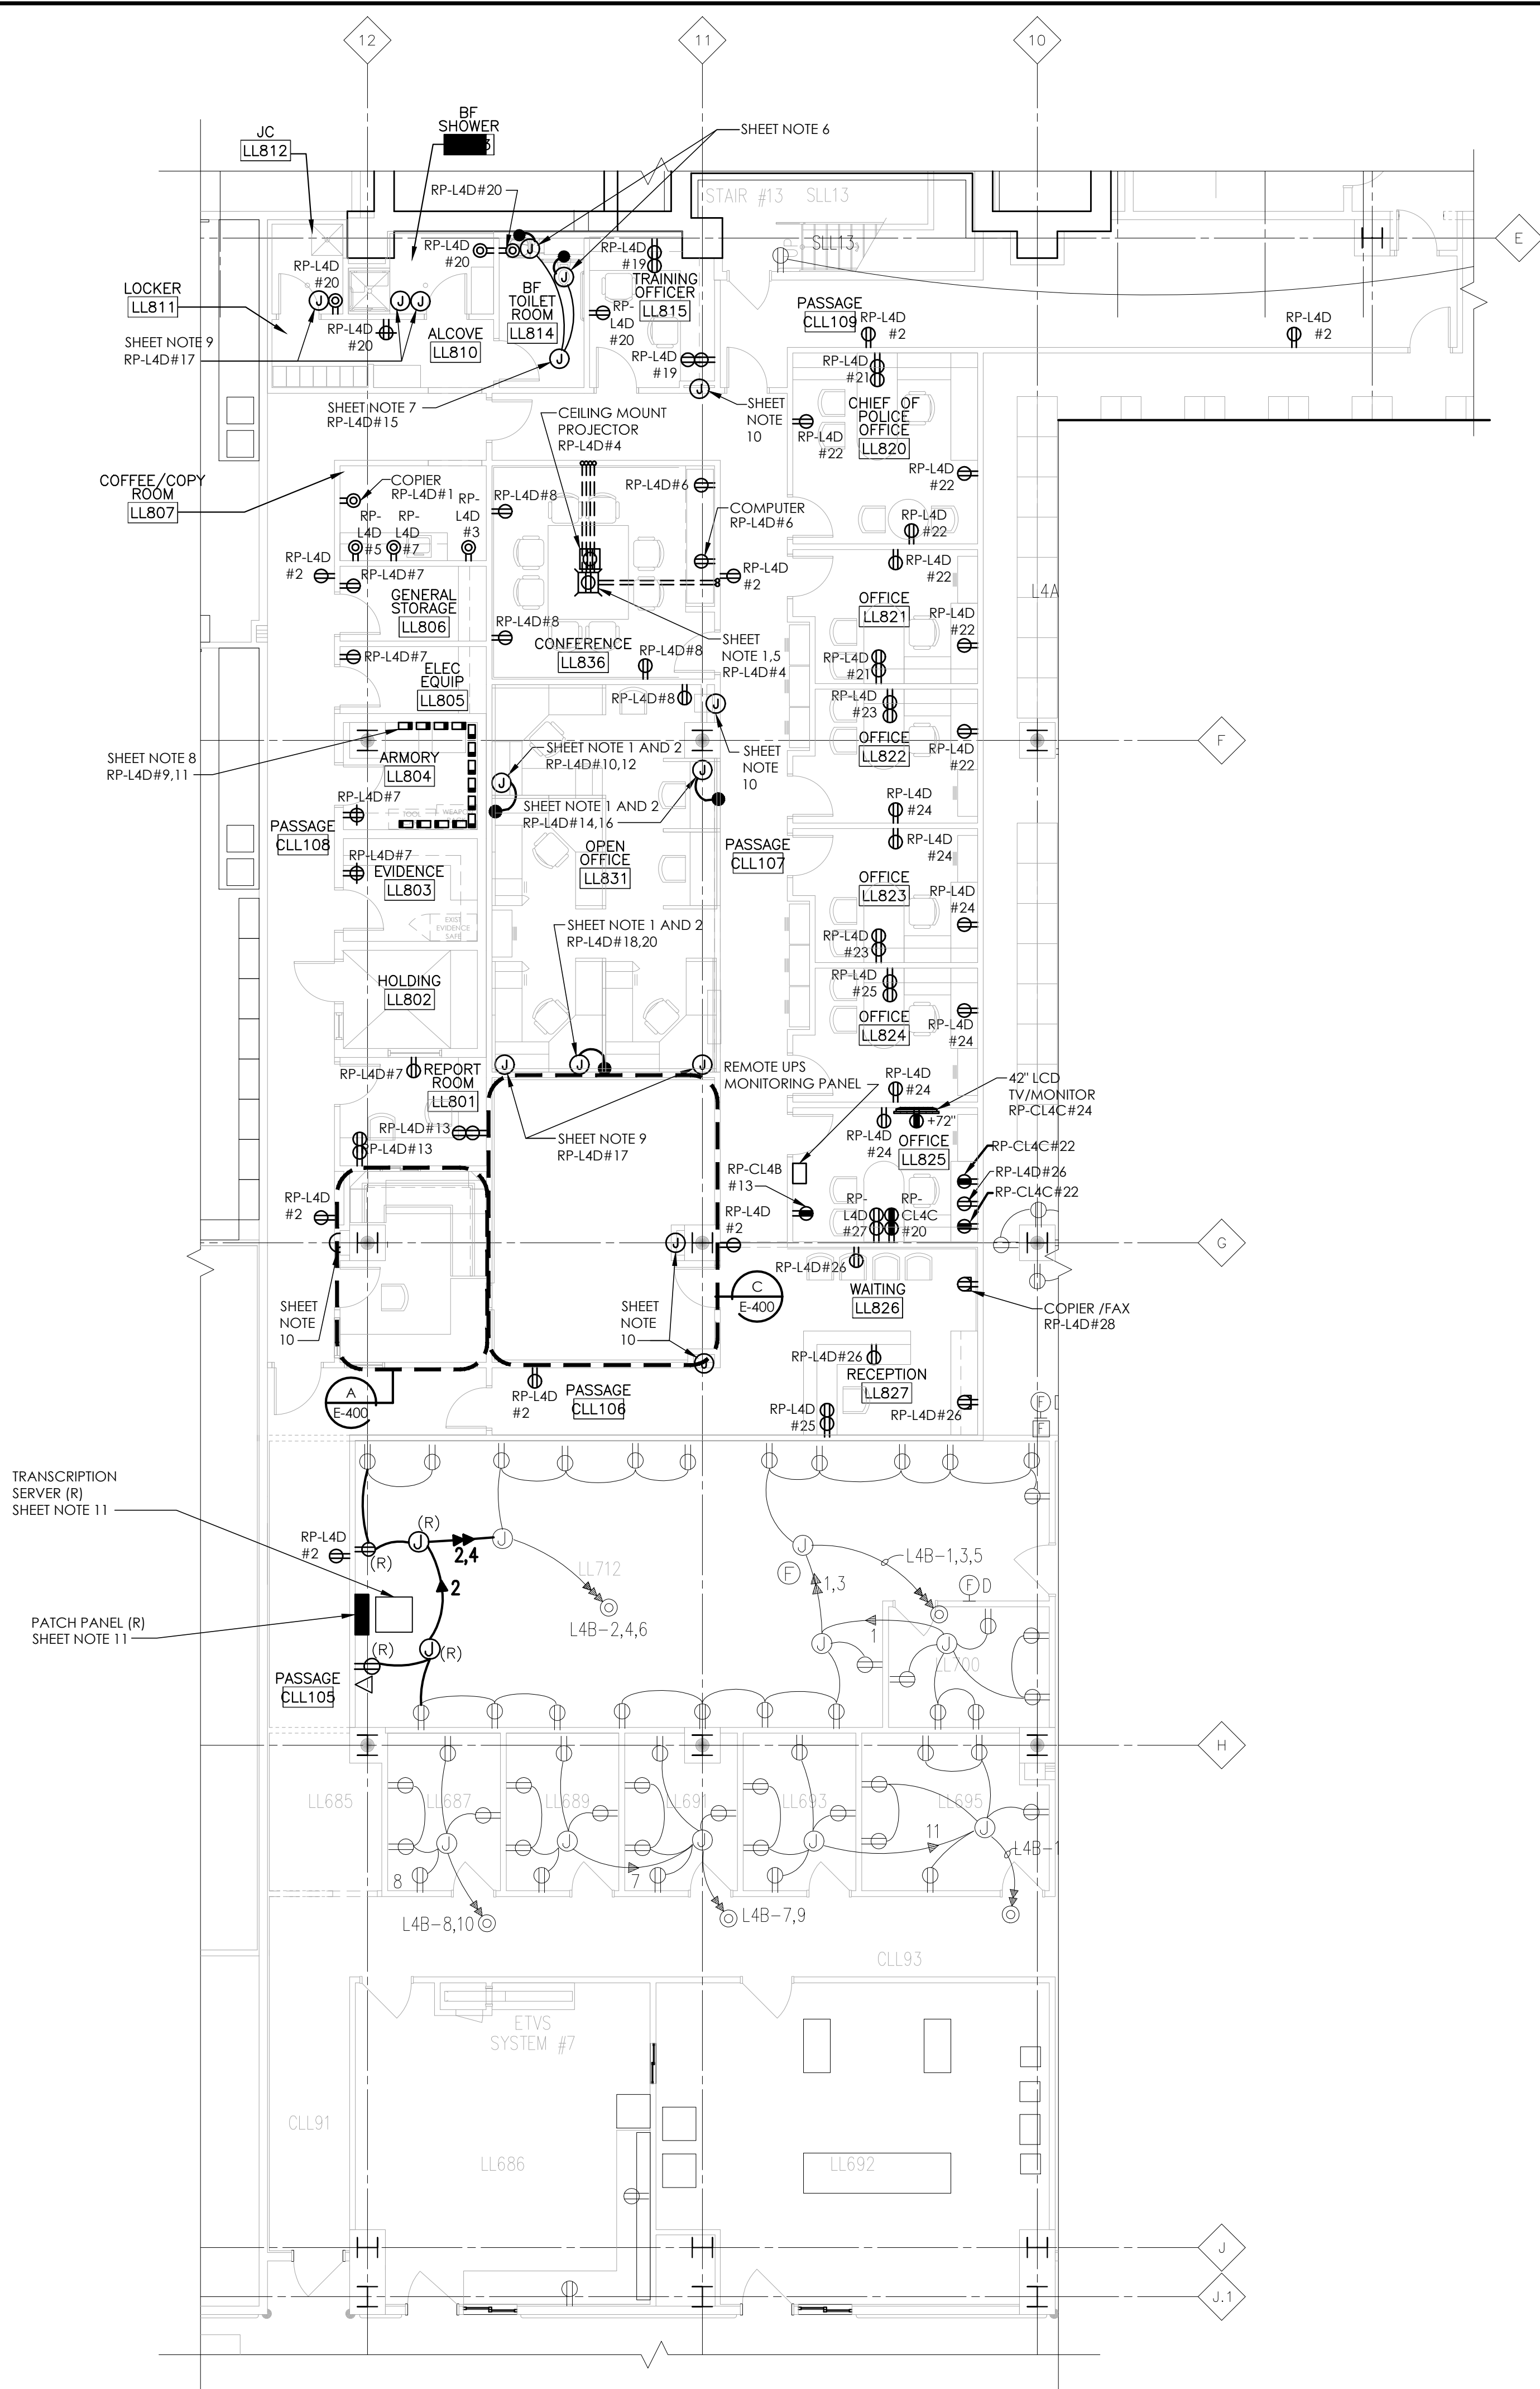 12
11
10
BF
SHOWER
JC
LL812
SHEET NOTE 6
RP-L4D#20
STAIR #13
SLL13
SLL13
E
RP-L4D
#20
RP-L4D
#19
TRAINING
OFFICER
LL815
RP-L4D
#20
LOCKER
LL811
BF
TOILET
ROOM
LL814
RP-
L4D
#20
PASSAGE
CLL109
RP-L4D
#2
RP-L4D
#2
SHEET NOTE 9
RP-L4D#17
RP-L4D
#20
ALCOVE
LL810
RP-L4D
#19
RP-L4D
#21
SHEET NOTE 7
RP-L4D#15
CEILING MOUNT
PROJECTOR
RP-L4D#4
SHEET
NOTE
10
CHIEF OF
POLICE
OFFICE
LL820
RP-L4D
#22
RP-L4D
#22
COFFEE/COPY
ROOM
LL807
COPIER
RP-L4D#1
RP-
L4D
#3
RP-L4D#8
RP-L4D#6
COMPUTER
RP-L4D#6
RP-
L4D
#5
RP-
L4D
#7
RP-L4D
#22
RP-L4D
#2
RP-L4D#7
RP-L4D
#2
RP-L4D
#22
GENERAL
STORAGE
LL806
OFFICE
LL821
L4A
RP-L4D
#22
RP-L4D#8
CONFERENCE
LL836
RP-L4D#8
SHEET
NOTE 1,5
RP-L4D#4
RP-L4D#7
ELEC
EQUIP
LL805
RP-L4D
#21
RP-L4D#8
RP-L4D
#23
F
SHEET NOTE 8
RP-L4D#9,11
ARMORY
LL804
SHEET NOTE 1 AND 2
RP-L4D#10,12
SHEET
NOTE
10
OFFICE
LL822
RP-L4D
#22
RP-L4D#7
TOOL
SHEET NOTE 1 AND 2
RP-L4D#14,16
RP-L4D
#24
PASSAGE
CLL108
RP-L4D#7
EVIDENCE
LL803
OPEN
OFFICE
LL831
PASSAGE
CLL107
RP-L4D
#24
OFFICE
LL823
RP-L4D
#24
EXIST
EVIDENCE
SAFE
SHEET NOTE 1 AND 2
RP-L4D#18,20
RP-L4D
#23
HOLDING
LL802
RP-L4D
#25
OFFICE
LL824
RP-L4D
#24
RP-L4D#7
REPORT
ROOM
LL801
REMOTE UPS
MONITORING PANEL
RP-L4D
#24
42" LCD
TV/MONITOR
RP-CL4C#24
+72"
RP-L4D#13
RP-L4D#13
SHEET NOTE 9
RP-L4D#17
RP-L4D
#24
OFFICE
LL825
RP-CL4C#22
RP-L4D#26
RP-CL4C#22
RP-CL4B
#13
RP-L4D
#2
RP-L4D
#2
RP-
L4D
#27
RP-
CL4C
#20
G
RP-L4D#26
SHEET
NOTE
10
SHEET
NOTE
10
C
E-400
WAITING
LL826
COPIER /FAX
RP-L4D#28
RP-L4D#26
RECEPTION
LL827
A
E-400
RP-L4D
#2
PASSAGE
CLL106
RP-L4D
#25
RP-L4D#26
F
F
TRANSCRIPTION
SERVER (R)
SHEET NOTE 11
RP-L4D
#2
(R)
(R)
2,4
LL712
L4B-1,3,5
F
1,3
F D
2
L4B-2,4,6
PATCH PANEL (R)
SHEET NOTE 11
(R)
(R)
1
LL700
PASSAGE
CLL105
H
LL685
LL687
LL689
LL691
LL693
LL695
8
7
11
L4B-1
L4B-8,10
L4B-7,9
CLL93
ETVS
SYSTEM #7
CLL91
LL686
LL692
J
J.1